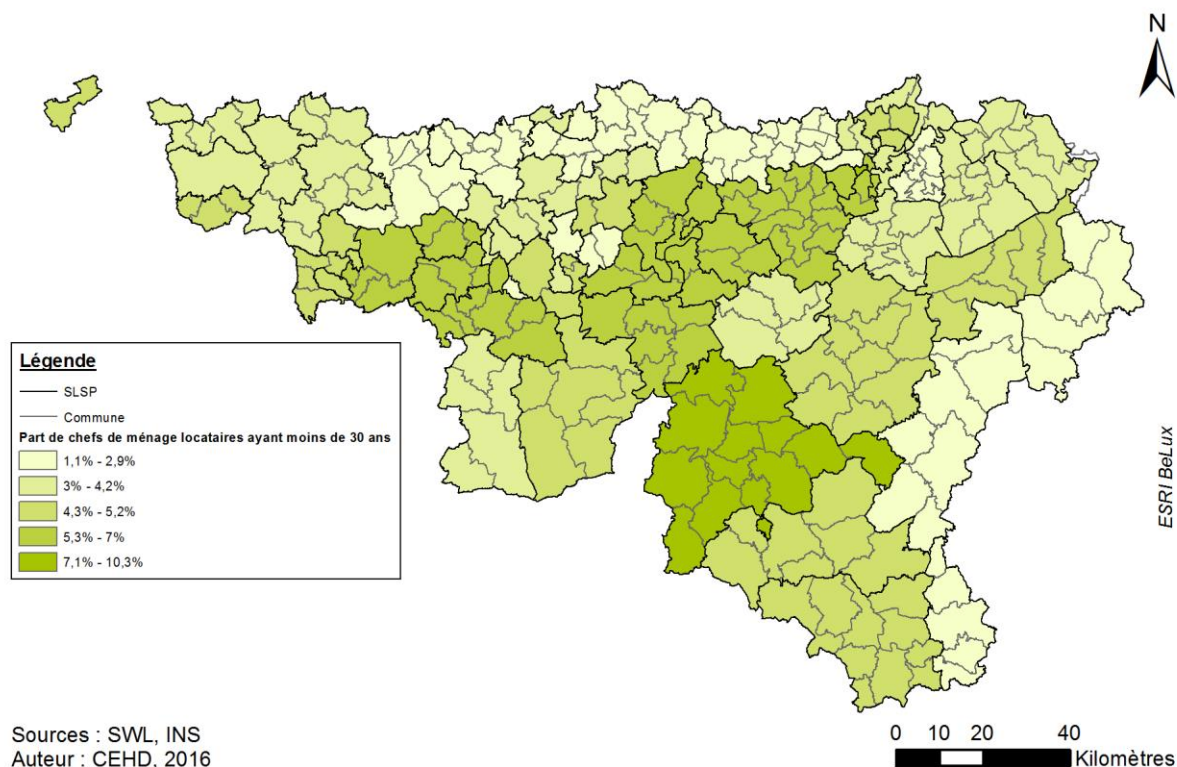 N
Légende
SLSP
Commune
Part de chefs de ménage locataires ayant moins de 30 ans
1,1% - 2,9%
3% - 4,2%
4,3% - 5,2%
5,3% - 7%
7,1% - 10,3%
ESRI BeLux
Sources : SWL, INS
Auteur : CEHD, 2016
0 10 20 40
Kilomètres